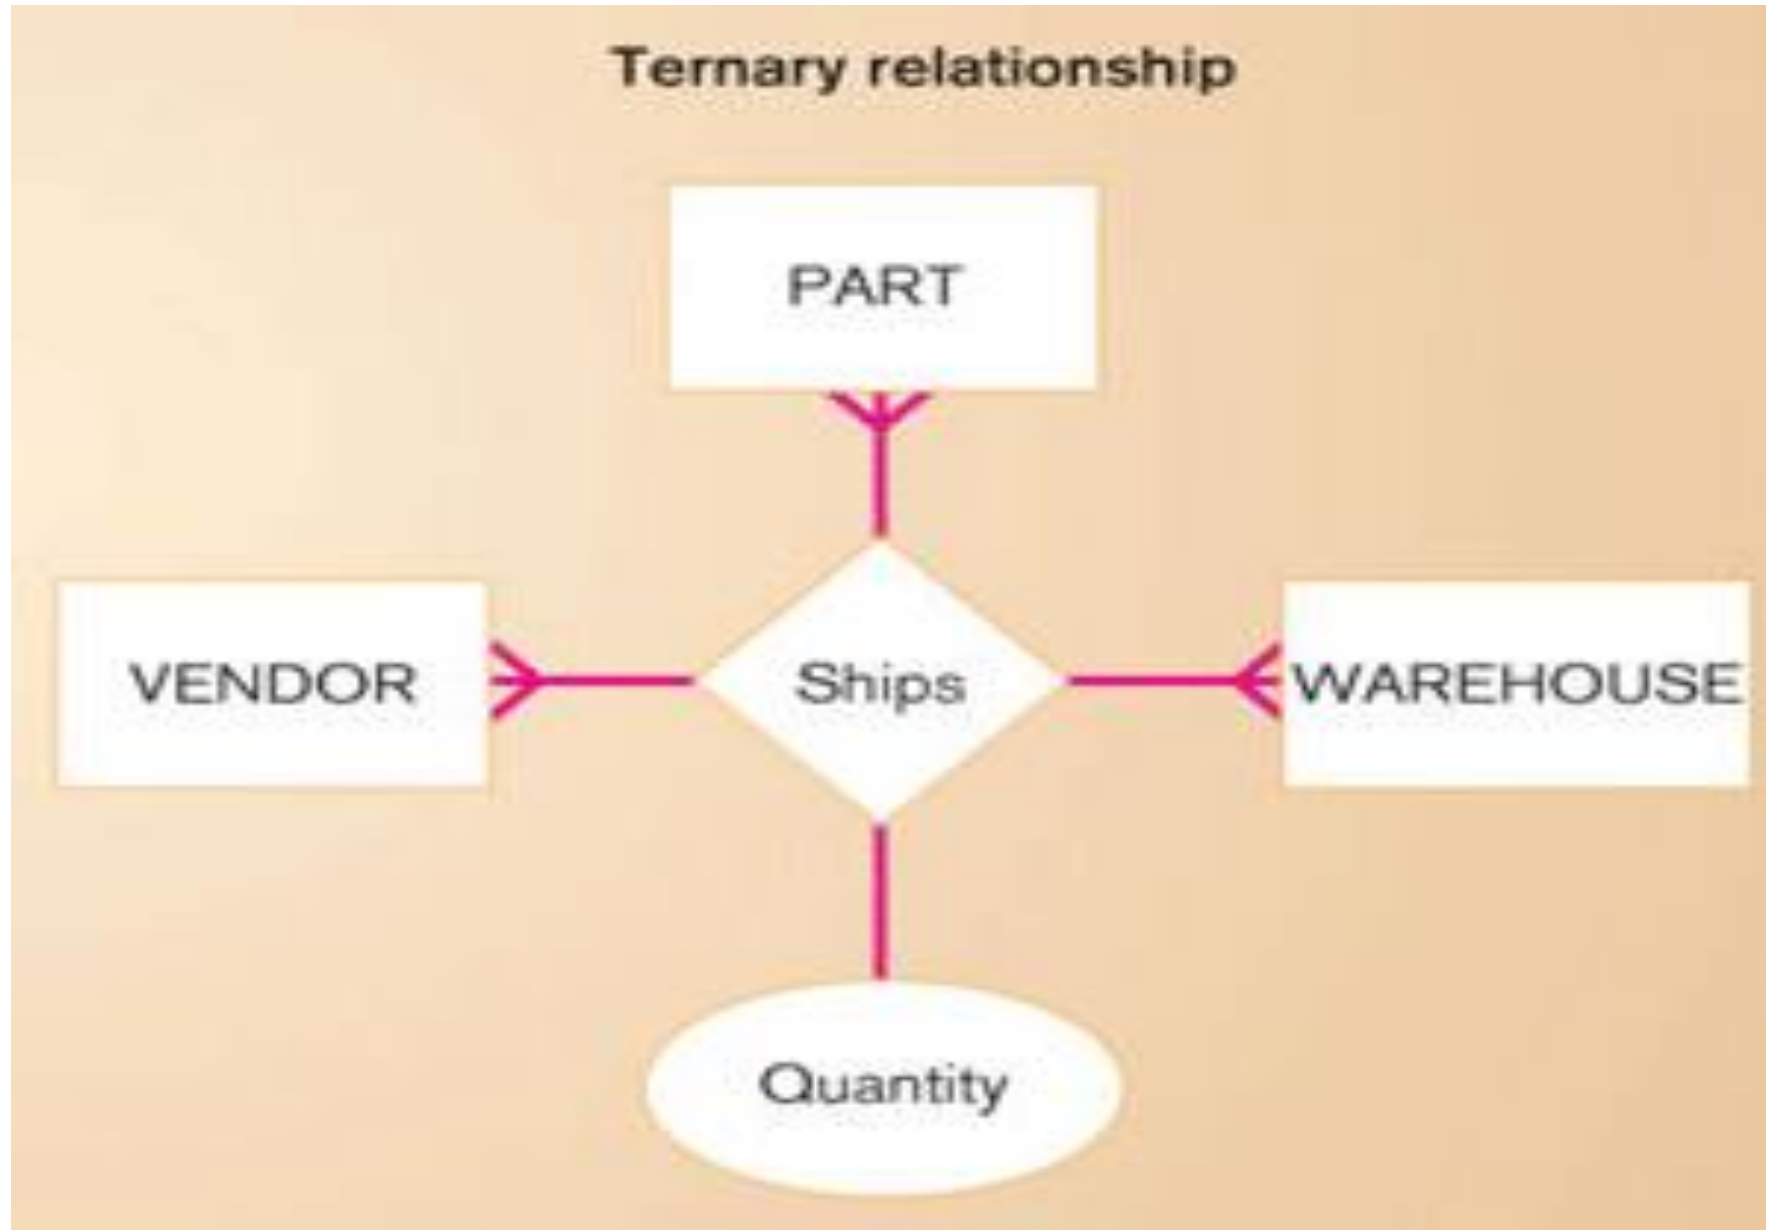 Ternary relationship
PART
VENDOR
Ships
WAREHOUSE
Quantity